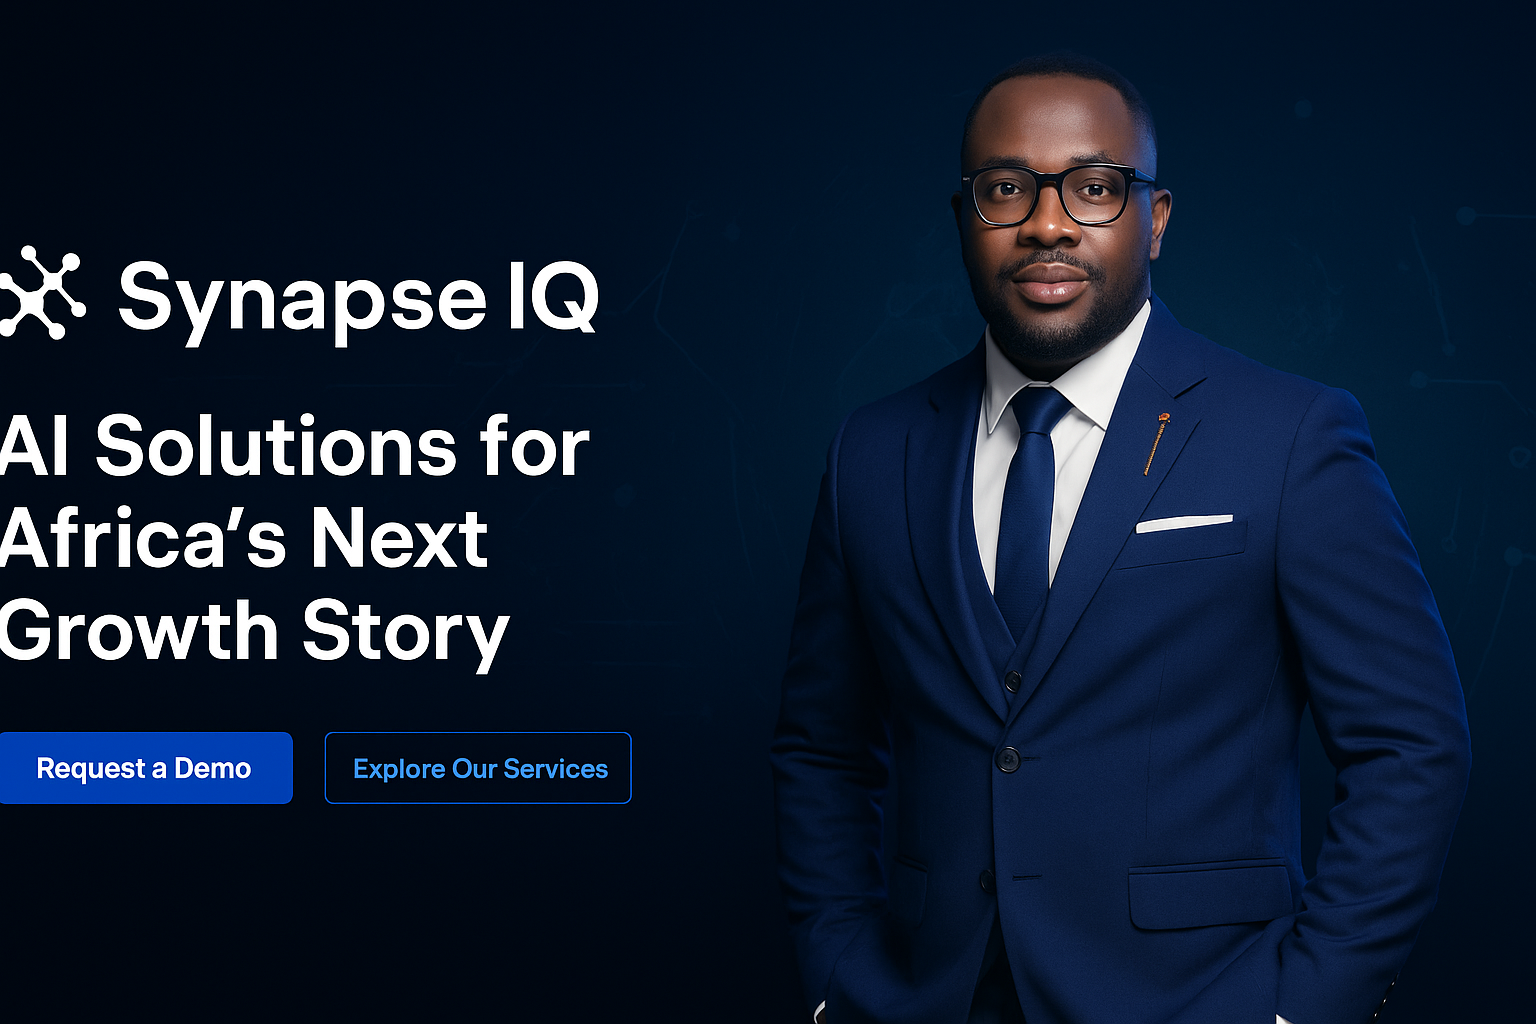 Synapse IQ
AI Solutions for
Africa’s Next
Growth Story
Request a Demo
Explore Our Services